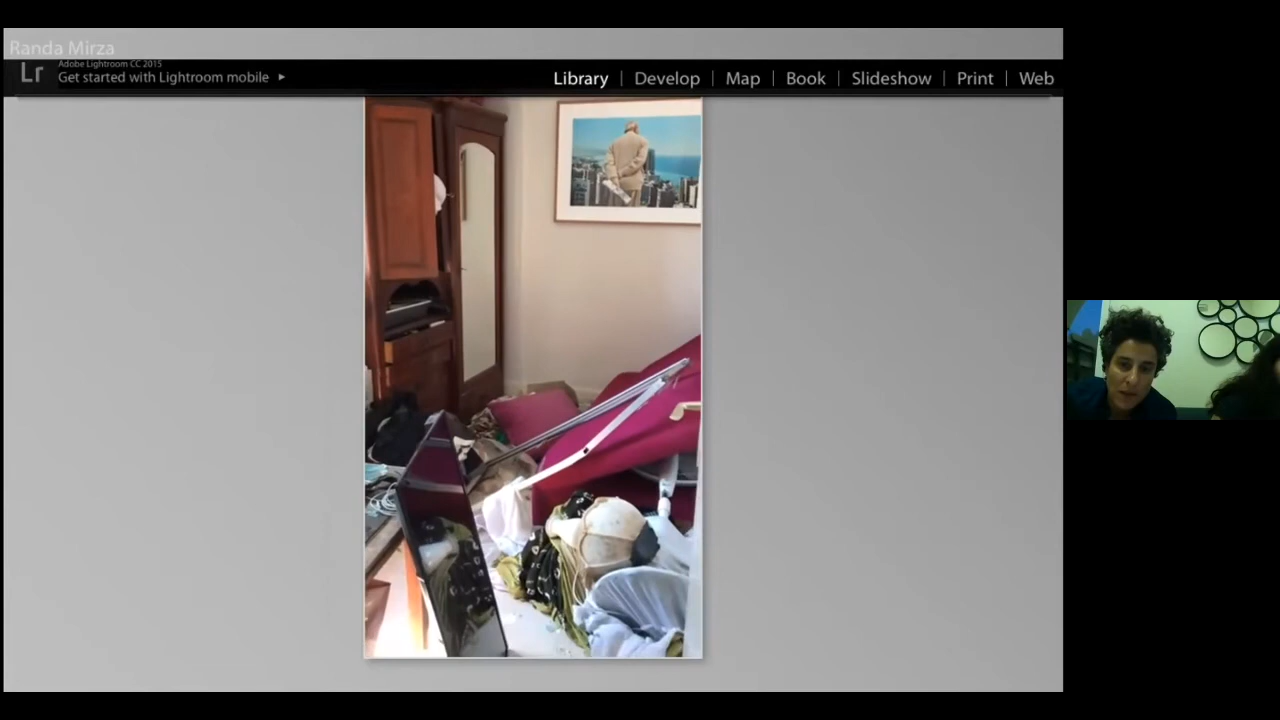 Randa Mirza
Lr
Adobe Lightroom CC 2015
Get started with Lightroom mobile
Library | Develop | Map | Book | Slideshow | Print | Web